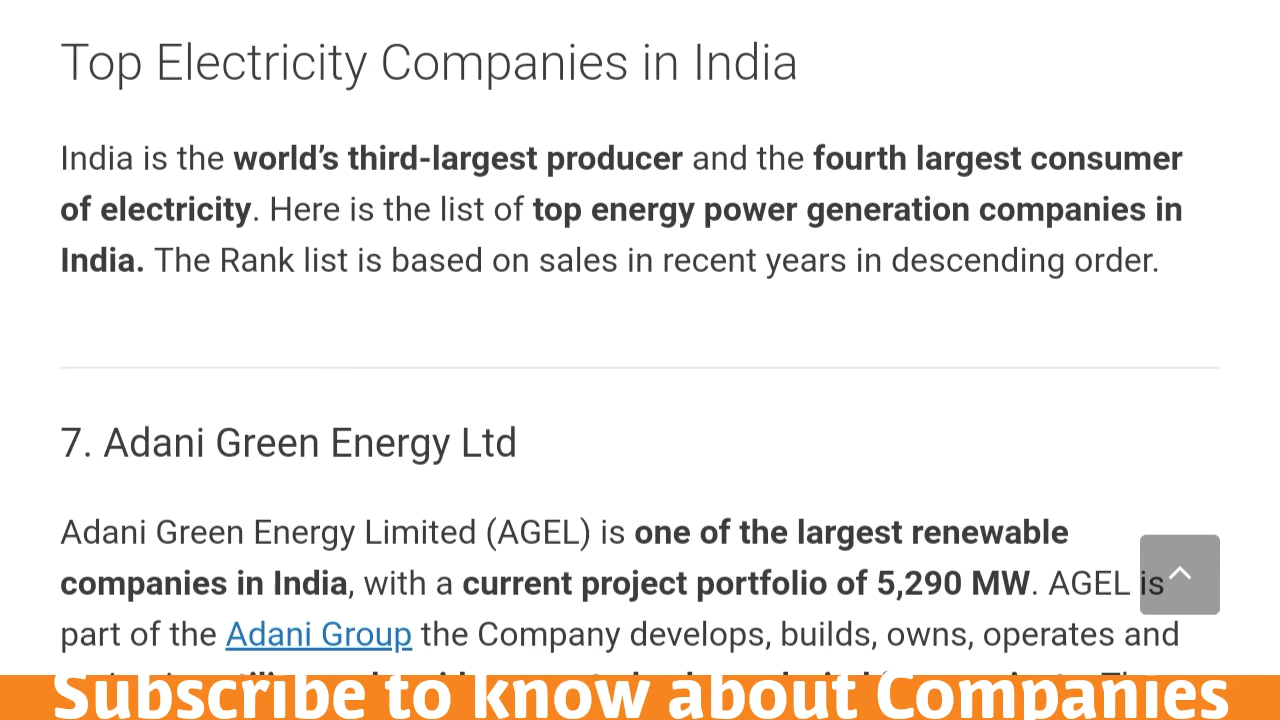 Top Electricity Companies in India
India is the world’s third-largest producer and the fourth largest consumer
of electricity. Here is the list of top energy power generation companies in
India. The Rank list is based on sales in recent years in descending order.
7. Adani Green Energy Ltd
Adani Green Energy Limited (AGEL) is one of the largest renewable
companies in India, with a current project portfolio of 5,290 MW. AGEL is
part of the Adani Group the Company develops, builds, owns, operates and
Subscribe to know about Companies